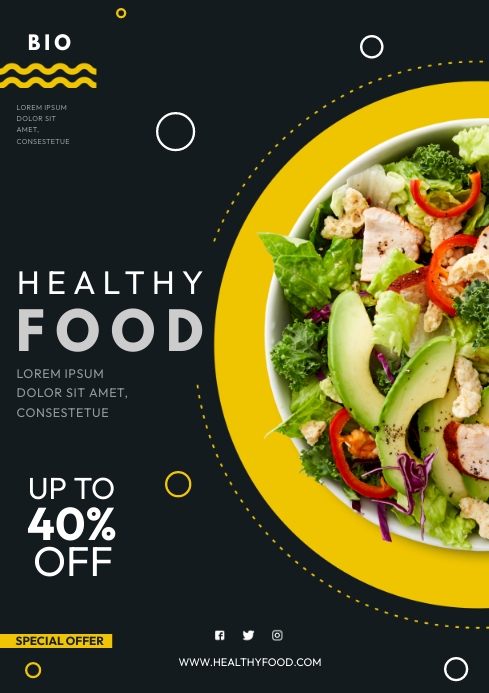 BIO
LOREM IPSUM
DOLOR SIT
AMET,
CONSESTETUE
HEALTHY
FOOD
LOREM IPSUM
DOLOR SIT AMET,
CONSESTETUE
UP TO
40%
OFF
SPECIAL OFFER
WWW.HEALTHYFOOD.COM